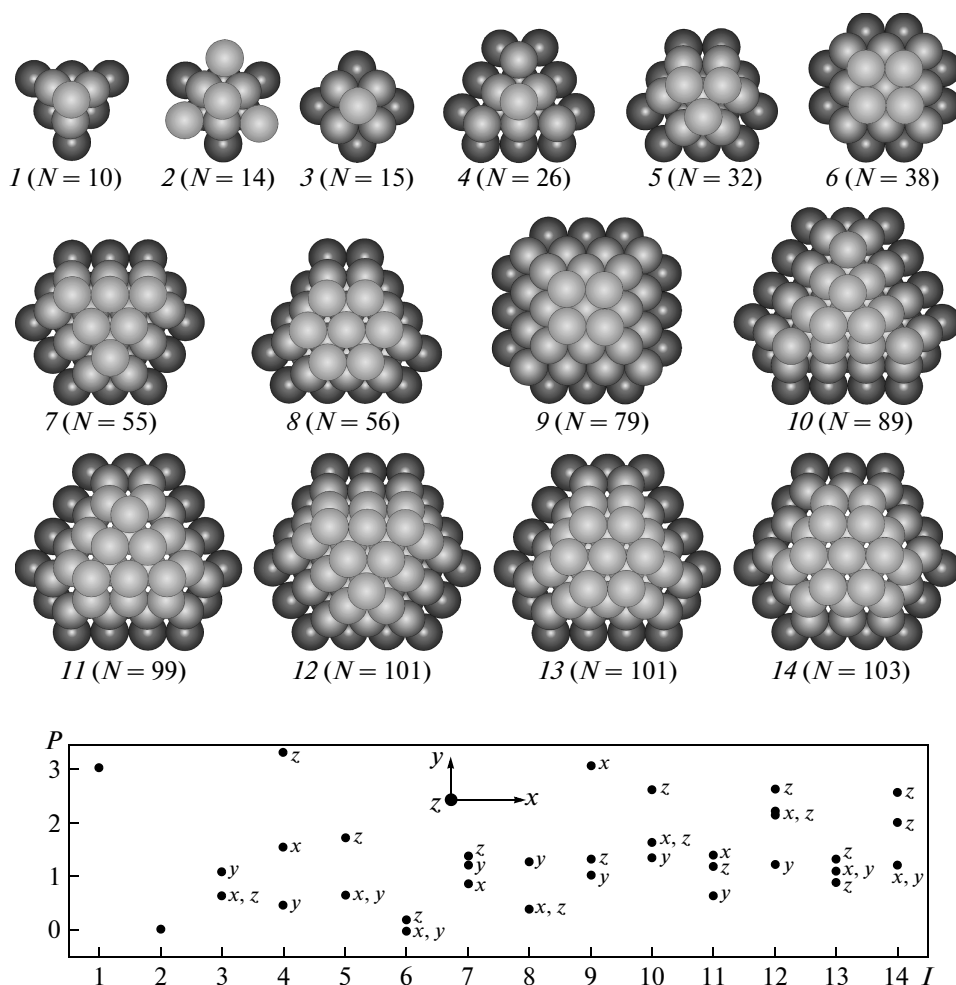 1 (N = 10) 2 (N = 14) 3 (N = 15) 4 (N = 26) 5 (N = 32) 6 (N = 38)
7 (N = 55) 8 (N = 56) 9 (N = 79) 10 (N = 89)
11 (N = 99) 12 (N = 101) 13 (N = 101) 14 (N = 103)
P
3
2
1
0
z
x
y
y
x, z
z
x, y
z
x, y
y
z
x
z
y
x
y
x, z
x
z
y
z
x, z
y
x
z
y
z
x, z
y
z
x, y
z
z
z
x, y
1 2 3 4 5 6 7 8 9 10 11 12 13 14 I